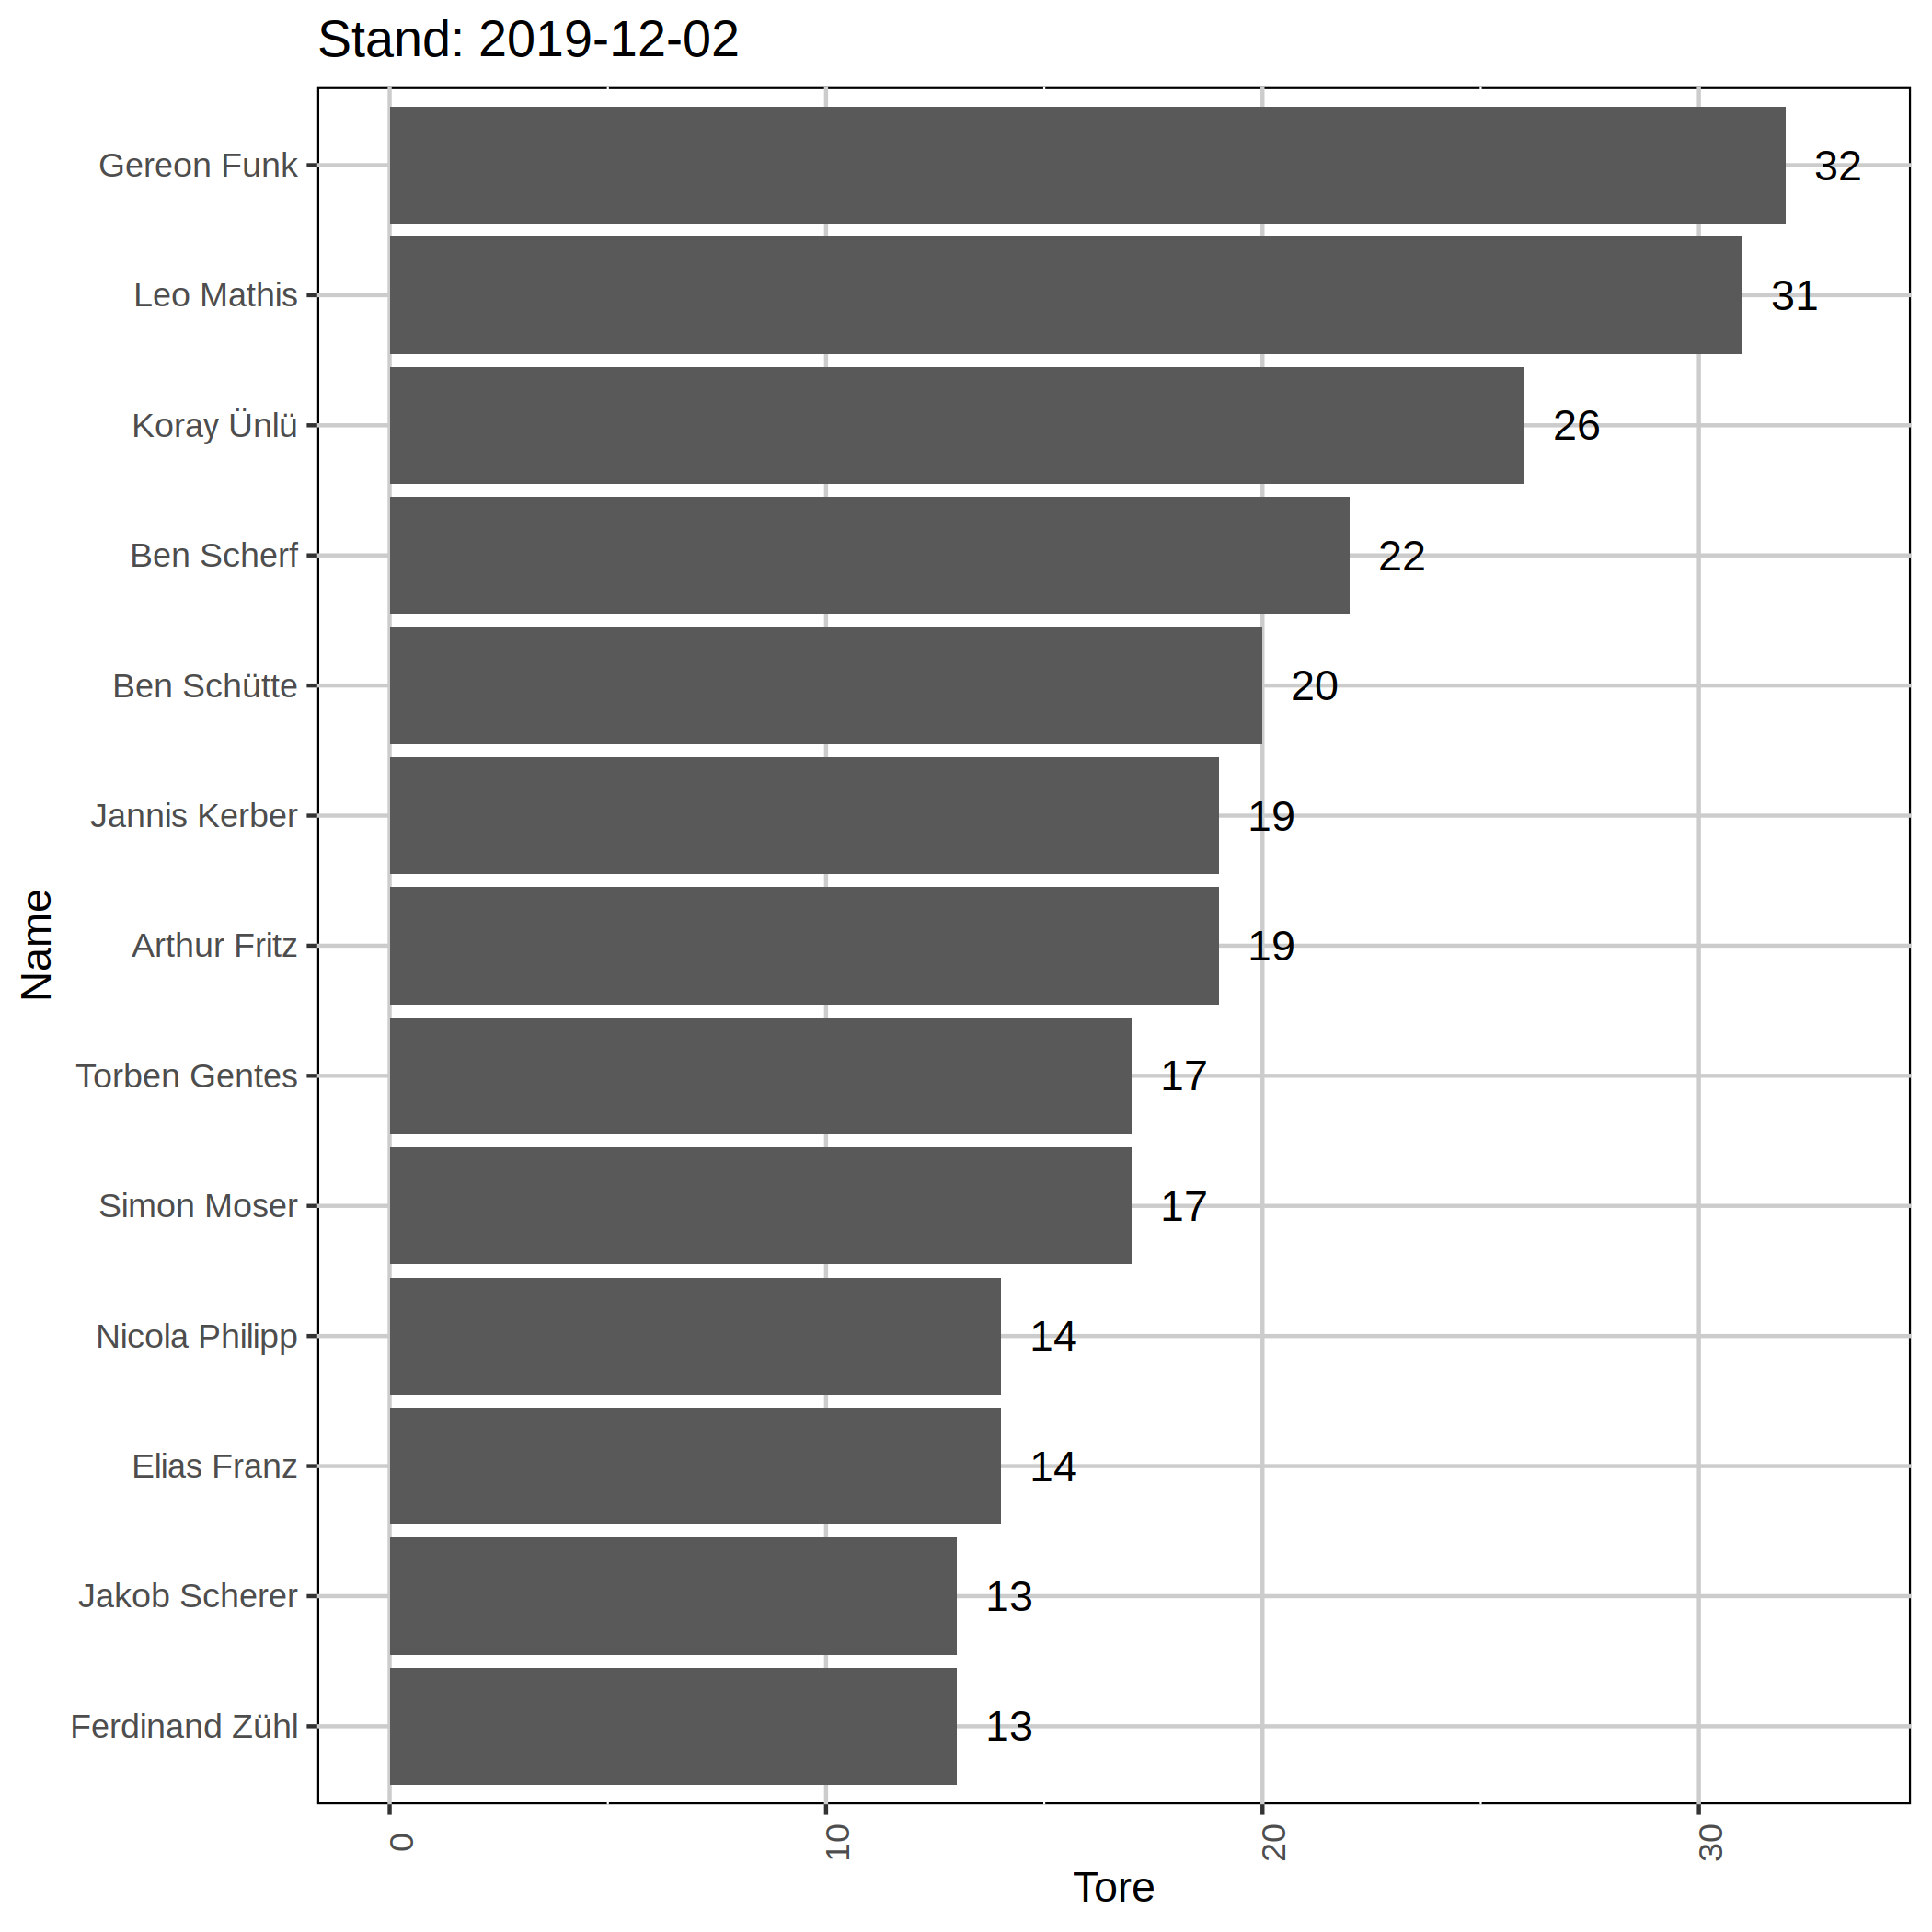 Stand: 2019-12-02
Gereon Funk 32
Leo Mathis 31
Koray Ünlü 26
Ben Scherf 22
Ben Schütte 20
Jannis Kerber 19
Arthur Fritz 19
Name
Torben Gentes 17
Simon Moser 17
Nicola Philipp 14
Elias Franz 14
Jakob Scherer 13
Ferdinand Zühl 13
0 10 20 30
Tore